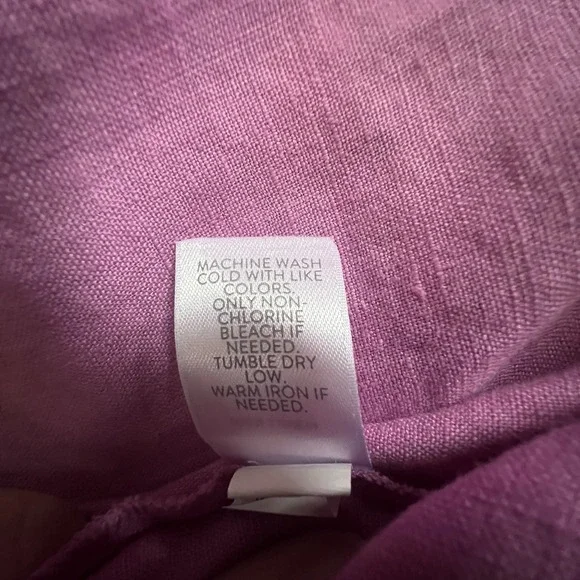 MACHINE WASH
COLD WITH LIKE
COLORS.
ONLY NON-
CHLORINE
BLEACH IF
NEEDED.
TUMBLE DRY
LOW.
WARM IRON IF
NEEDED.